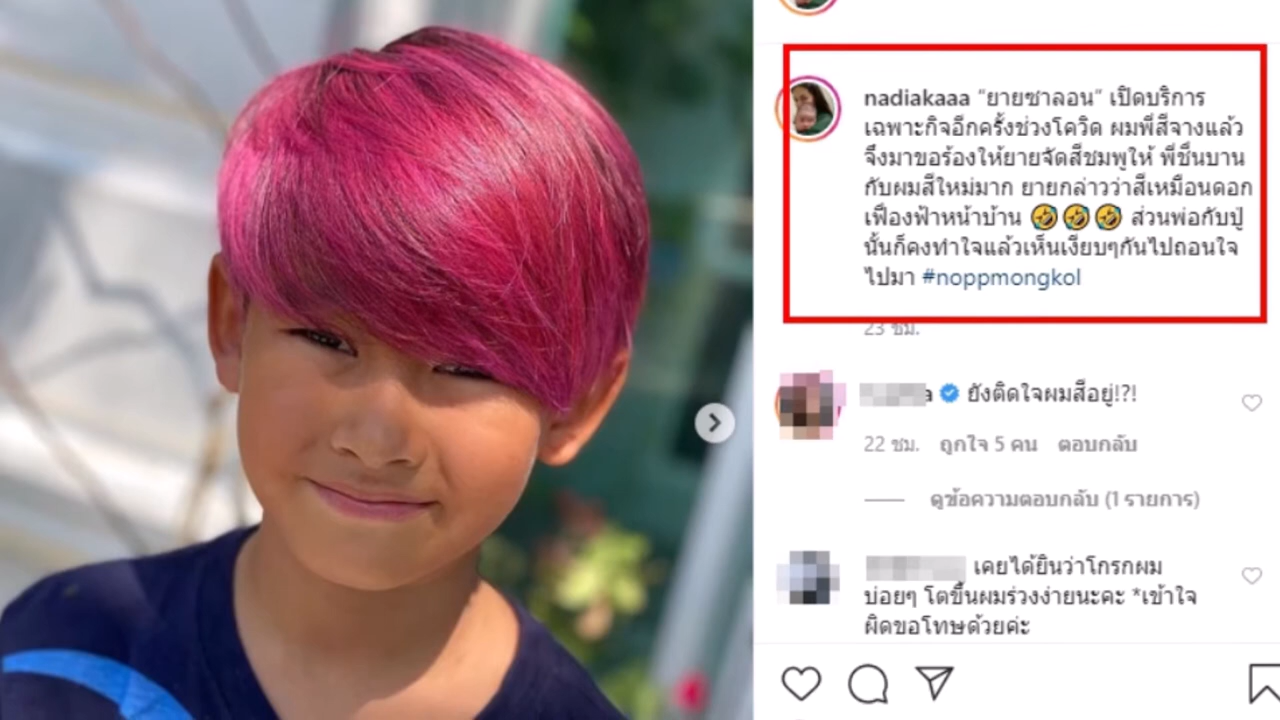 nadiakaaa “ยายซาลอน” เปิดบริการ
เฉพาะกิจอีกครั้งช่วงโควิด ผมพี่สีจางแล้ว
จึงมาขอร้องให้ยายจัดสีชมพูให้ พี่ชื่นบาน
กับผมสีใหม่มาก ยายกล่าวว่าสีเหมือนดอก
เฟื่องฟ้าหน้าบ้าน 🤣🤣🤣 ส่วนพ่อกับปู่
นั้นก็คงทำใจแล้วเห็นเงียบๆกันไปถอนใจ
ไปมา #noppmongkol
23 ชม.
a ยังติดใจผมสีอยู่!?!
22 ชม. ถูกใจ 5 คน ตอบกลับ
ดูข้อความตอบกลับ (1 รายการ)
เคยได้ยินว่าโกรกผม
บ่อยๆ โตขึ้นผมร่วงง่ายนะคะ *เข้าใจ
ผิดขอโทษด้วยค่ะ